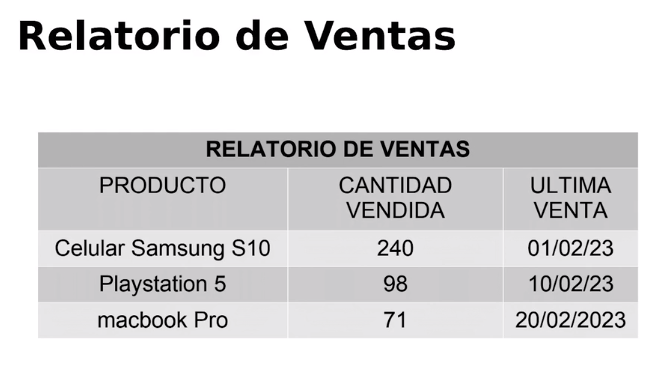 Relatorio de Ventas
RELATORIO DE VENTAS
PRODUCTO CANTIDAD VENDIDA ULTIMA VENTA
Celular Samsung S10 240 01/02/23
Playstation 5 98 10/02/23
macbook Pro 71 20/02/2023